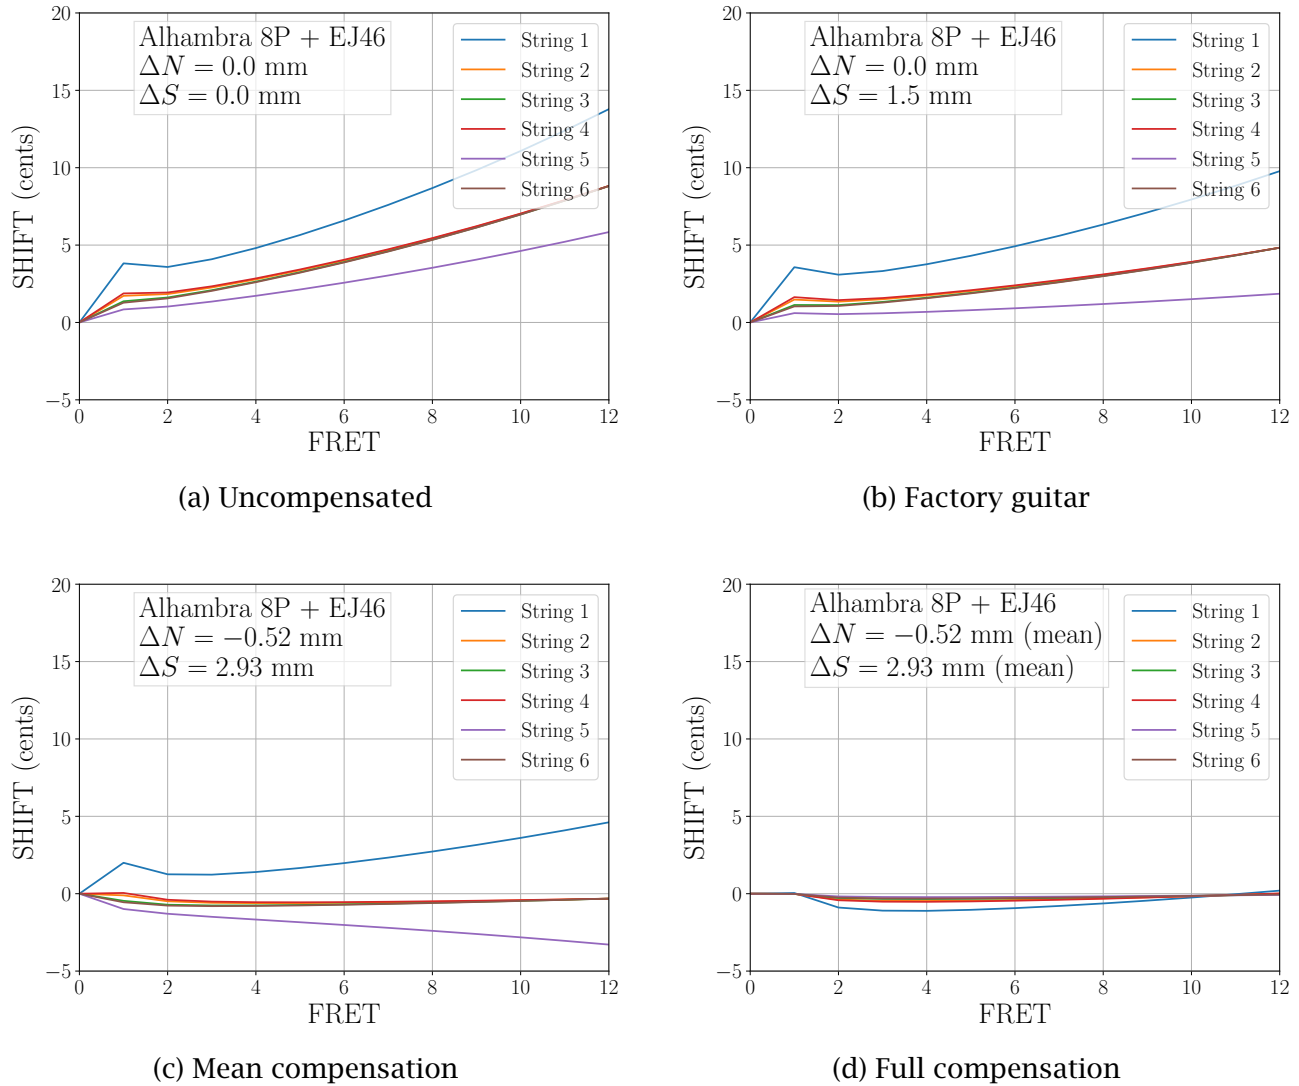 Alhambra 8P + EJ46
ΔN = 0.0 mm
ΔS = 0.0 mm
String 1
String 2
String 3
String 4
String 5
String 6
20
15
10
5
0
−5
SHIFT (cents)
0 2 4 6 8 10 12
FRET
(a) Uncompensated
Alhambra 8P + EJ46
ΔN = 0.0 mm
ΔS = 1.5 mm
String 1
String 2
String 3
String 4
String 5
String 6
20
15
10
5
0
−5
SHIFT (cents)
0 2 4 6 8 10 12
FRET
(b) Factory guitar
Alhambra 8P + EJ46
ΔN = −0.52 mm
ΔS = 2.93 mm
String 1
String 2
String 3
String 4
String 5
String 6
20
15
10
5
0
−5
SHIFT (cents)
0 2 4 6 8 10 12
FRET
(c) Mean compensation
Alhambra 8P + EJ46
ΔN = −0.52 mm (mean)
ΔS = 2.93 mm (mean)
String 1
String 2
String 3
String 4
String 5
String 6
20
15
10
5
0
−5
SHIFT (cents)
0 2 4 6 8 10 12
FRET
(d) Full compensation